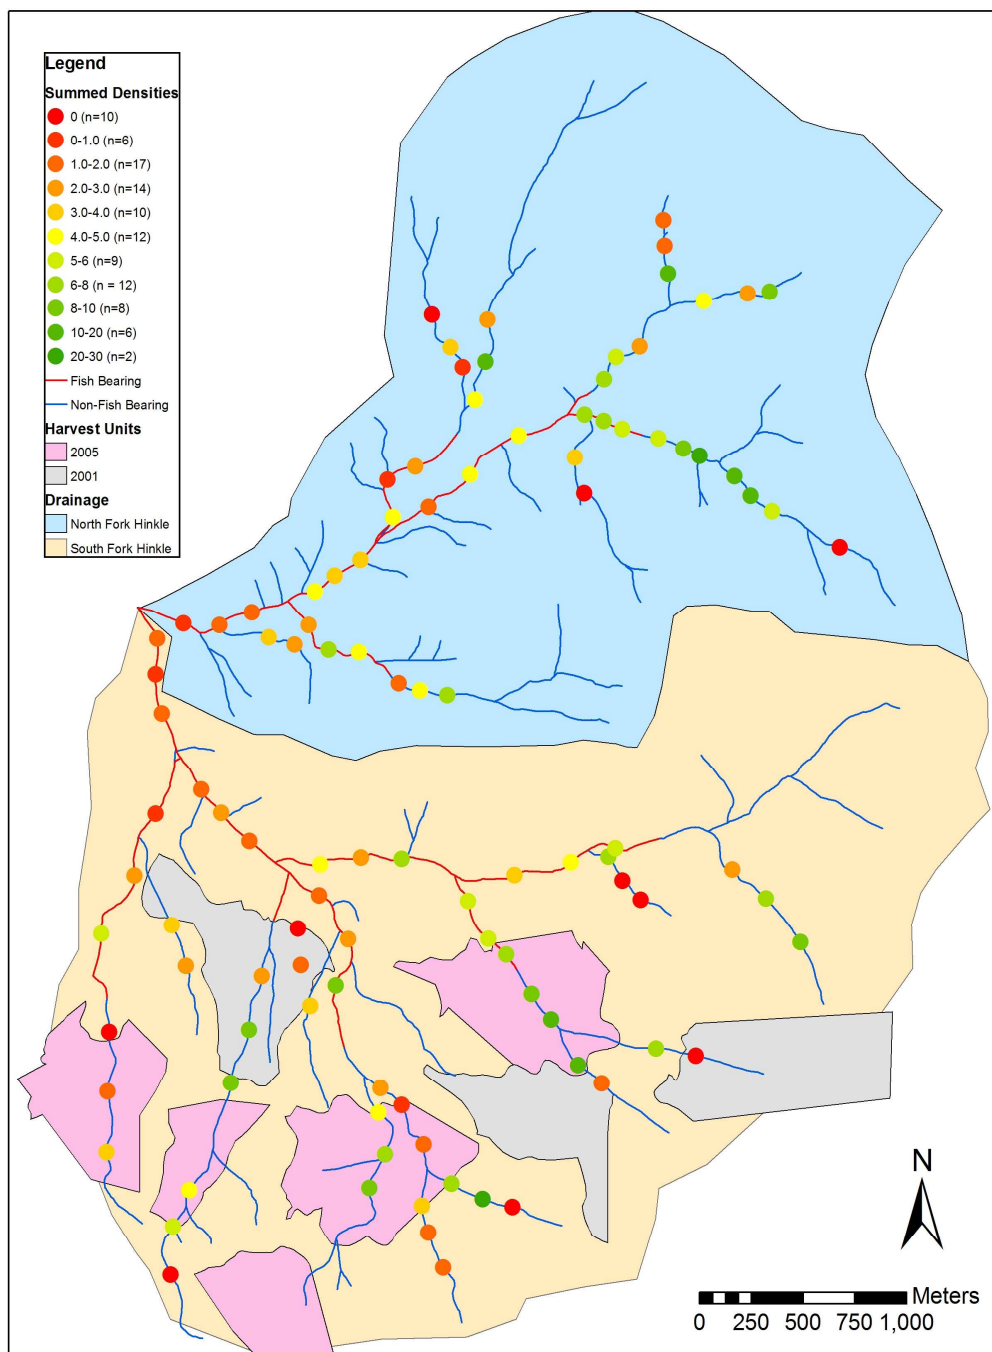 Legend
Summed Densities
0 (n=10)
0-1.0 (n=6)
1.0-2.0 (n=17)
2.0-3.0 (n=14)
3.0-4.0 (n=10)
4.0-5.0 (n=12)
5-6 (n=9)
6-8 (n = 12)
8-10 (n=8)
10-20 (n=6)
20-30 (n=2)
Fish Bearing
Non-Fish Bearing
Harvest Units
2005
2001
Drainage
North Fork Hinkle
South Fork Hinkle
N
Meters
0 250 500 750 1,000